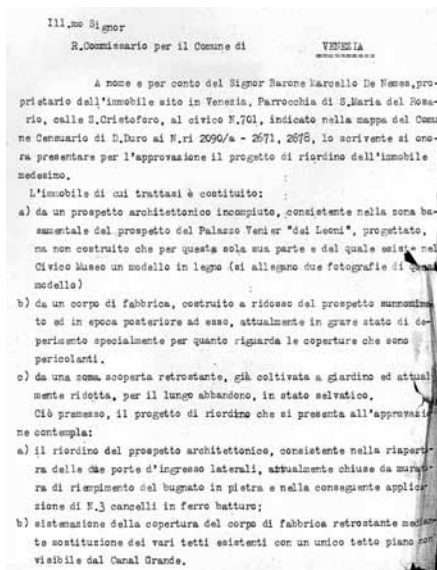 Ill.mo Signor
R.Commissario per il Comune di VENEZIA
A nome e per conto del Signor Barone Marcello De Nemes,pro-
prietario dell'immobile sito in Venezia, Parrocchia di S.Maria del Rosa-
rio, calle S.Cristoforo, al civico N.701, indicato nella mappa del Comu
ne Censuario di D.Duro ai N.ri 2090/a - 2671, 2678, lo scrivente si ono-
ra presentare per l'approvazione il progetto di riordino dell'immobile
medesimo.
L'immobile di cui trattasi è costituito:
a) da un prospetto architettonico incompiuto, consistente nella zona ba-
samentale del prospetto del Palazzo Venier "dei Leoni", progettato,
ma non costruito che per questa sola sua parte e del quale esiste nel
Civico Museo un modello in legno (si allegano due fotografie di
modello)
b) da un corpo di fabbrica, costruito a ridosso del prospetto sunnomina-
to ed in epoca posteriore ad esso, attualmente in grave stato di de-
perimento specialmente per quanto riguarda le coperture che sono
pericolanti.
c) da una zona scoperta retrostante, già coltivata a giardino ed attual
mente ridotta, per il lungo abbandono, in stato selvatico.
Ciò premesso, il progetto di riordino che si presenta all'approvazio
ne contempla:
a) il riordino del prospetto architettonico, consistente nella riapertu
ra delle due porte d'ingresso laterali, attualmente chiuse da muratu
ra di riempimento del bugnato in pietra e nella conseguente applica
zione di N.3 cancelli in ferro battuto;
b) sistemazione della copertura del corpo di fabbrica retrostante median
te sostituzione dei vari tetti esistenti con un unico tetto piano non
visibile dal Canal Grande.